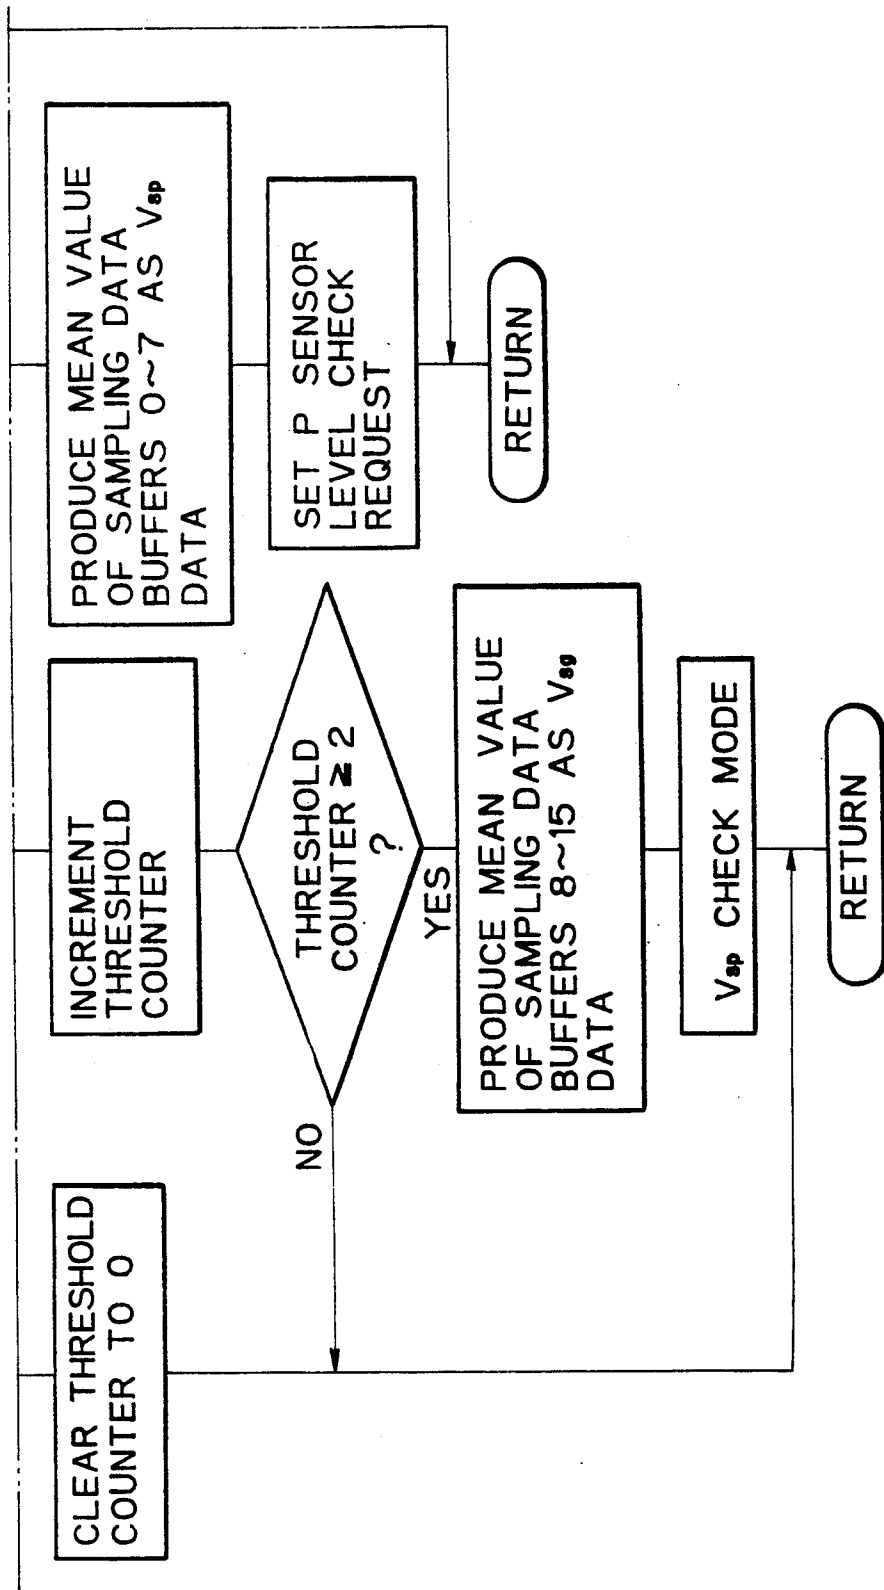 CLEAR THRESHOLD
COUNTER TO 0
INCREMENT
THRESHOLD
COUNTER
THRESHOLD
COUNTER ≧ 2
?
NO
YES
PRODUCE MEAN VALUE
OF SAMPLING DATA
BUFFERS 8~15 AS Vsg
DATA
Vsp CHECK MODE
RETURN
PRODUCE MEAN VALUE
OF SAMPLING DATA
BUFFERS 0~7 AS Vsp
DATA
SET P SENSOR
LEVEL CHECK
REQUEST
RETURN